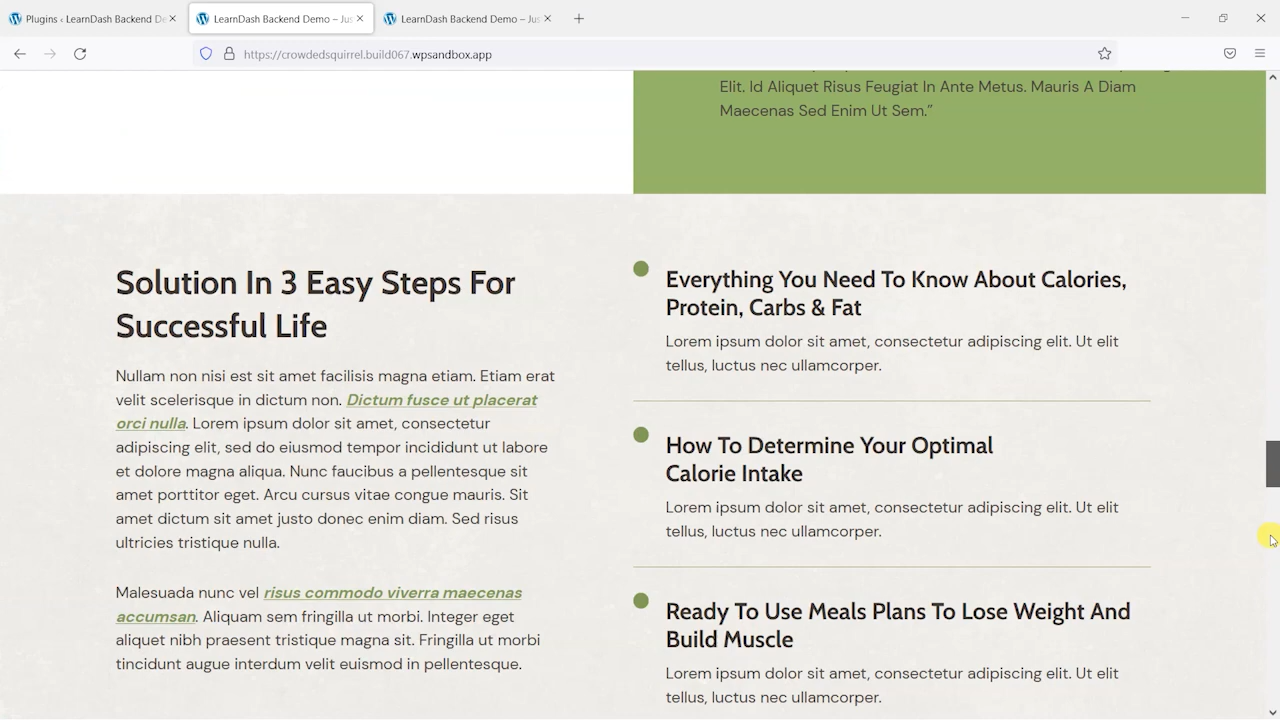 Plugins ‹ LearnDash Backend De
LearnDash Backend Demo – Jus
LearnDash Backend Demo – Jus
https://crowdedsquirrel.build067.wpsandbox.app
Elit. Id Aliquet Risus Feugiat In Ante Metus. Mauris A Diam
Maecenas Sed Enim Ut Sem.”
Solution In 3 Easy Steps For
Successful Life
Nullam non nisi est sit amet facilisis magna etiam. Etiam erat
velit scelerisque in dictum non. Dictum fusce ut placerat
orci nulla. Lorem ipsum dolor sit amet, consectetur
adipiscing elit, sed do eiusmod tempor incididunt ut labore
et dolore magna aliqua. Nunc faucibus a pellentesque sit
amet porttitor eget. Arcu cursus vitae congue mauris. Sit
amet dictum sit amet justo donec enim diam. Sed risus
ultricies tristique nulla.
Malesuada nunc vel risus commodo viverra maecenas
accumsan. Aliquam sem fringilla ut morbi. Integer eget
aliquet nibh praesent tristique magna sit. Fringilla ut morbi
tincidunt augue interdum velit euismod in pellentesque.
Everything You Need To Know About Calories,
Protein, Carbs & Fat
Lorem ipsum dolor sit amet, consectetur adipiscing elit. Ut elit
tellus, luctus nec ullamcorper.
How To Determine Your Optimal
Calorie Intake
Lorem ipsum dolor sit amet, consectetur adipiscing elit. Ut elit
tellus, luctus nec ullamcorper.
Ready To Use Meals Plans To Lose Weight And
Build Muscle
Lorem ipsum dolor sit amet, consectetur adipiscing elit. Ut elit
tellus, luctus nec ullamcorper.